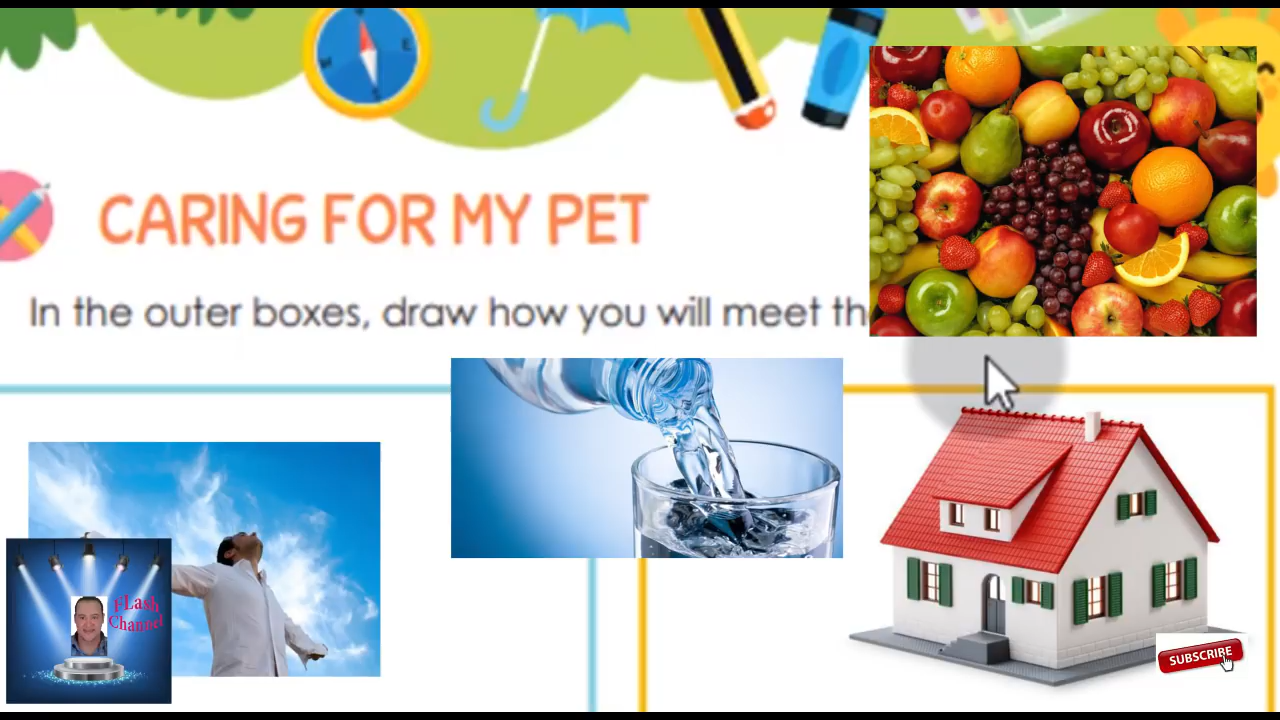 CARING FOR MY PET
In the outer boxes, draw how you will meet th
FLash
Channel
SUBSCRIBE
W
E